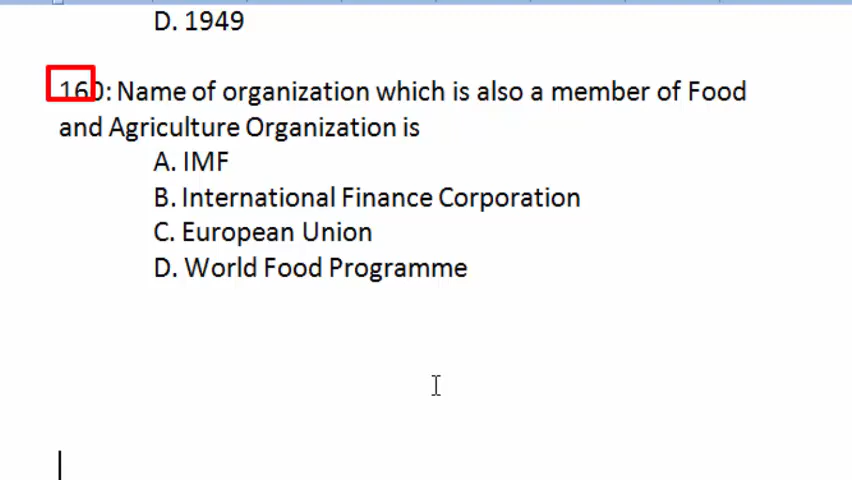 D. 1949
160: Name of organization which is also a member of Food
and Agriculture Organization is
A. IMF
B. International Finance Corporation
C. European Union
D. World Food Programme